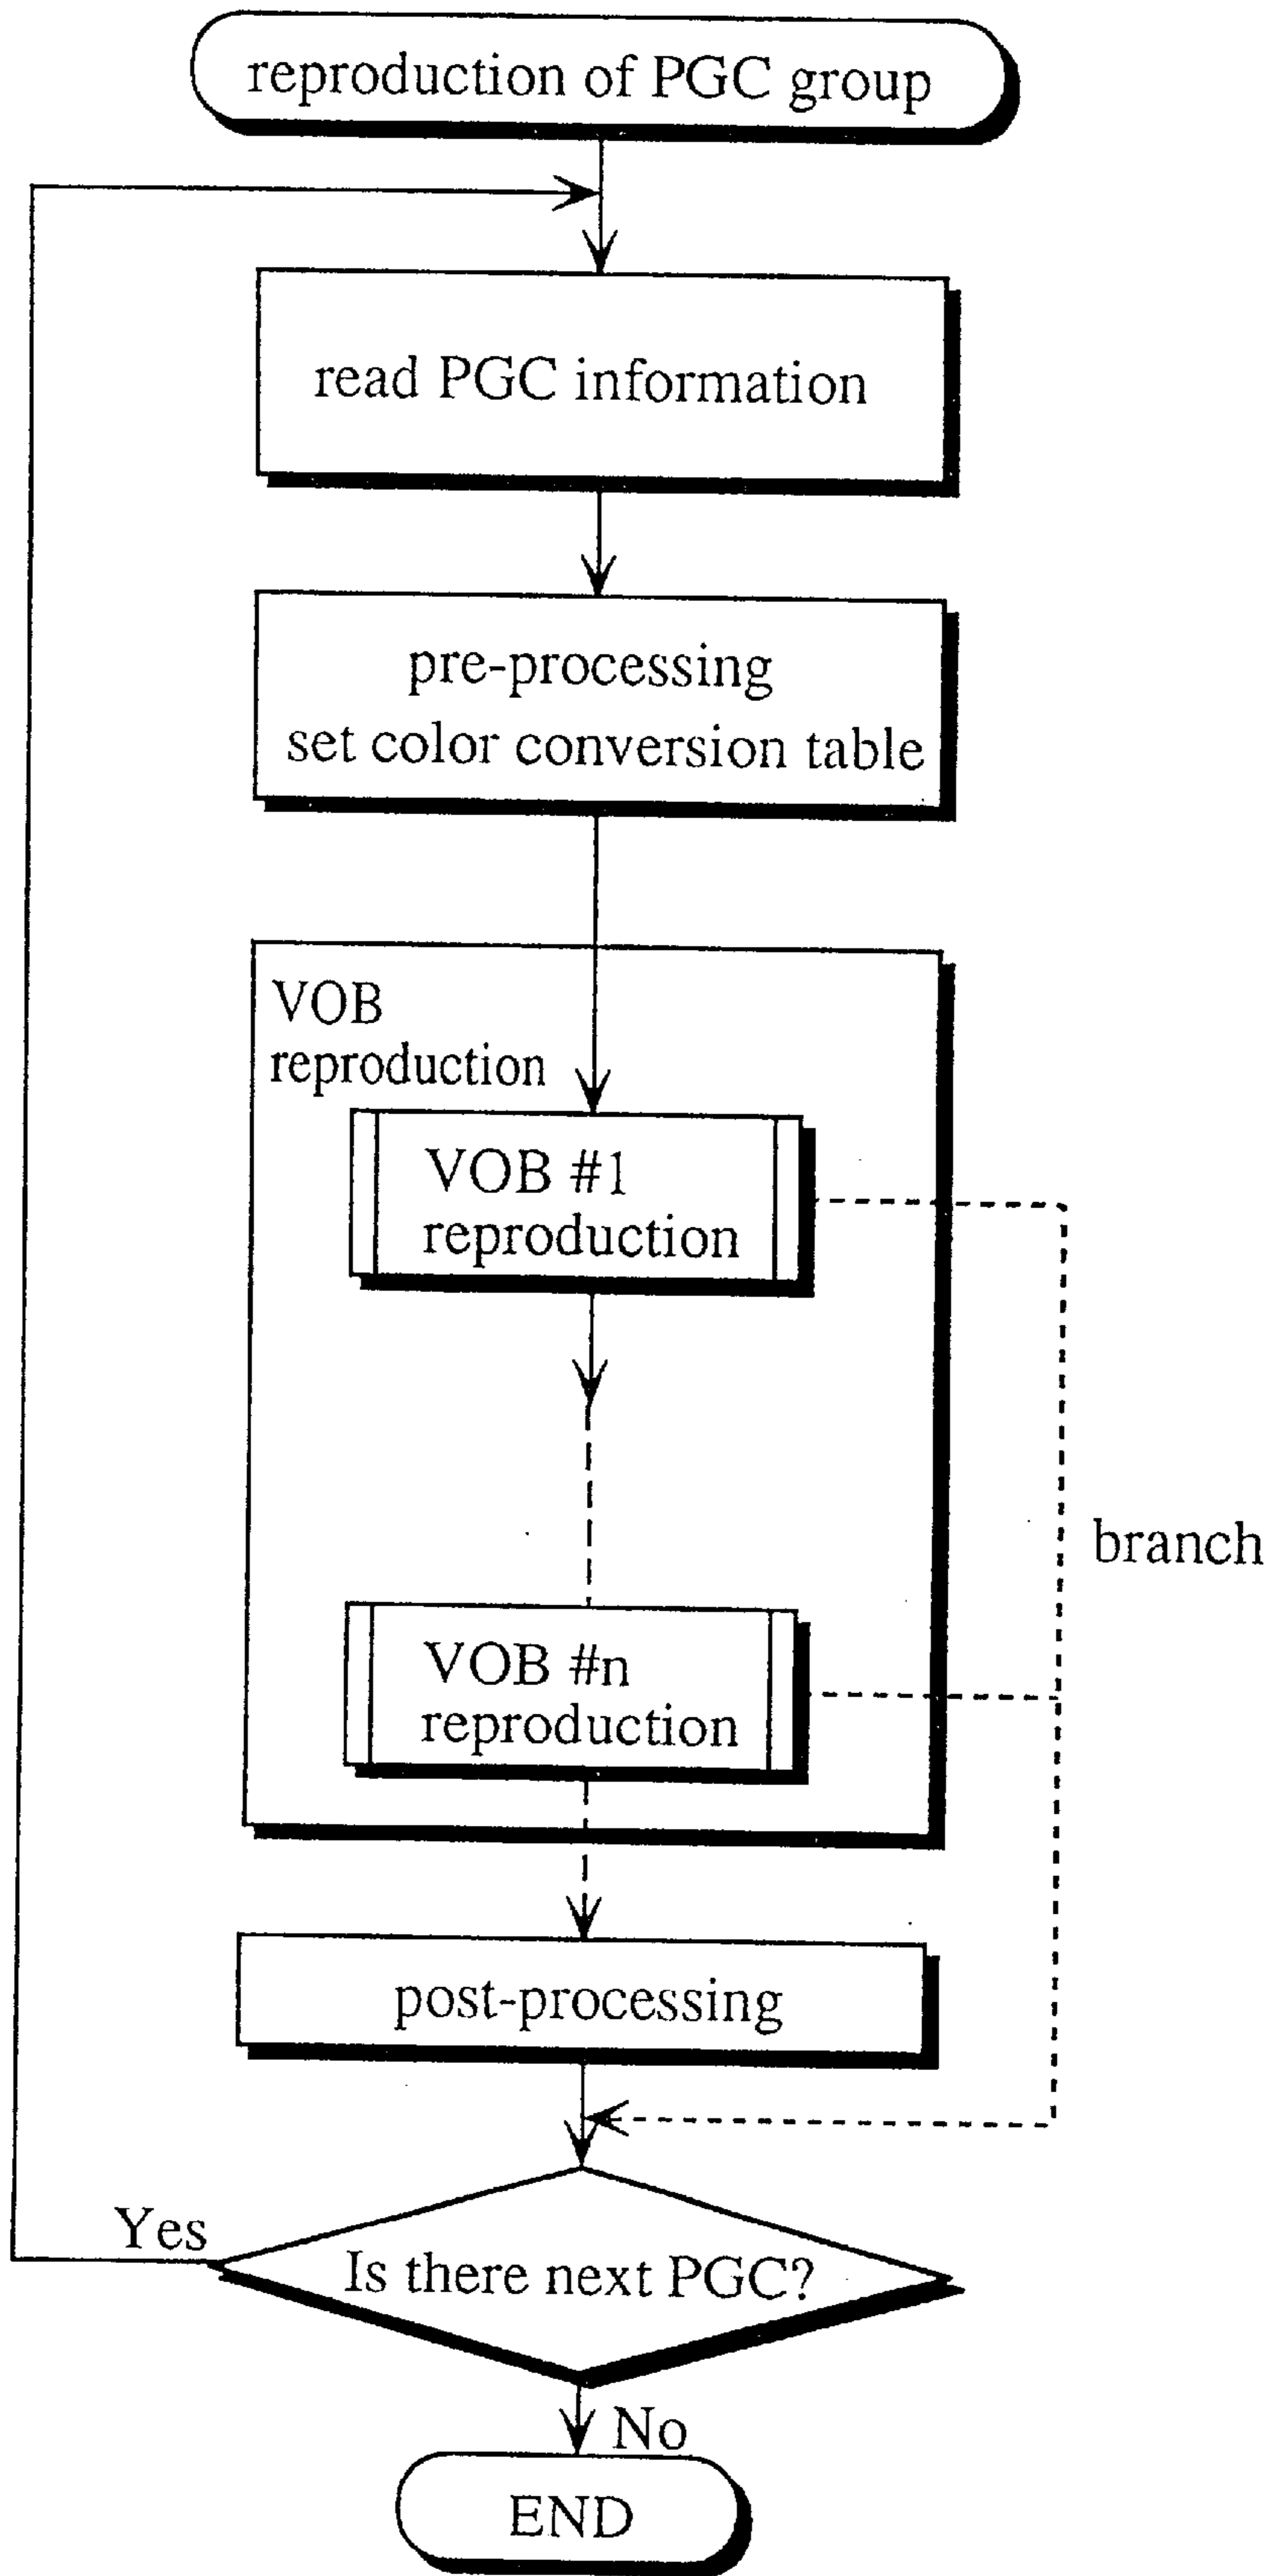 reproduction of PGC group
read PGC information
pre-processing
set color conversion table
VOB
reproduction
VOB #1
reproduction
branch
VOB #n
reproduction
post-processing
Yes
Is there next PGC?
No
END